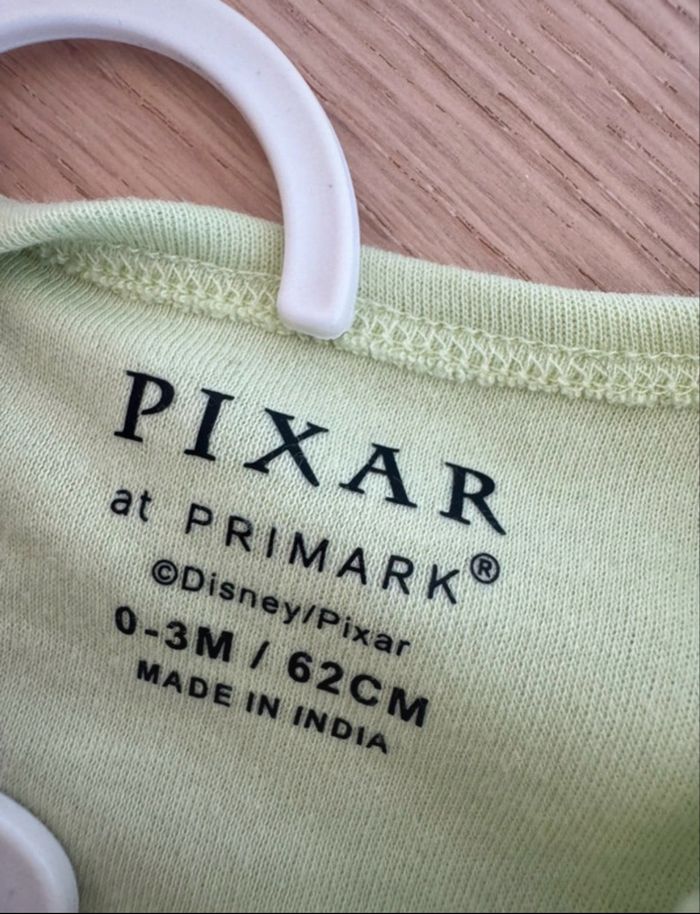 PIXAR
at PRIMARK®
©Disney/Pixar
0-3M / 62CM
MADE IN INDIA